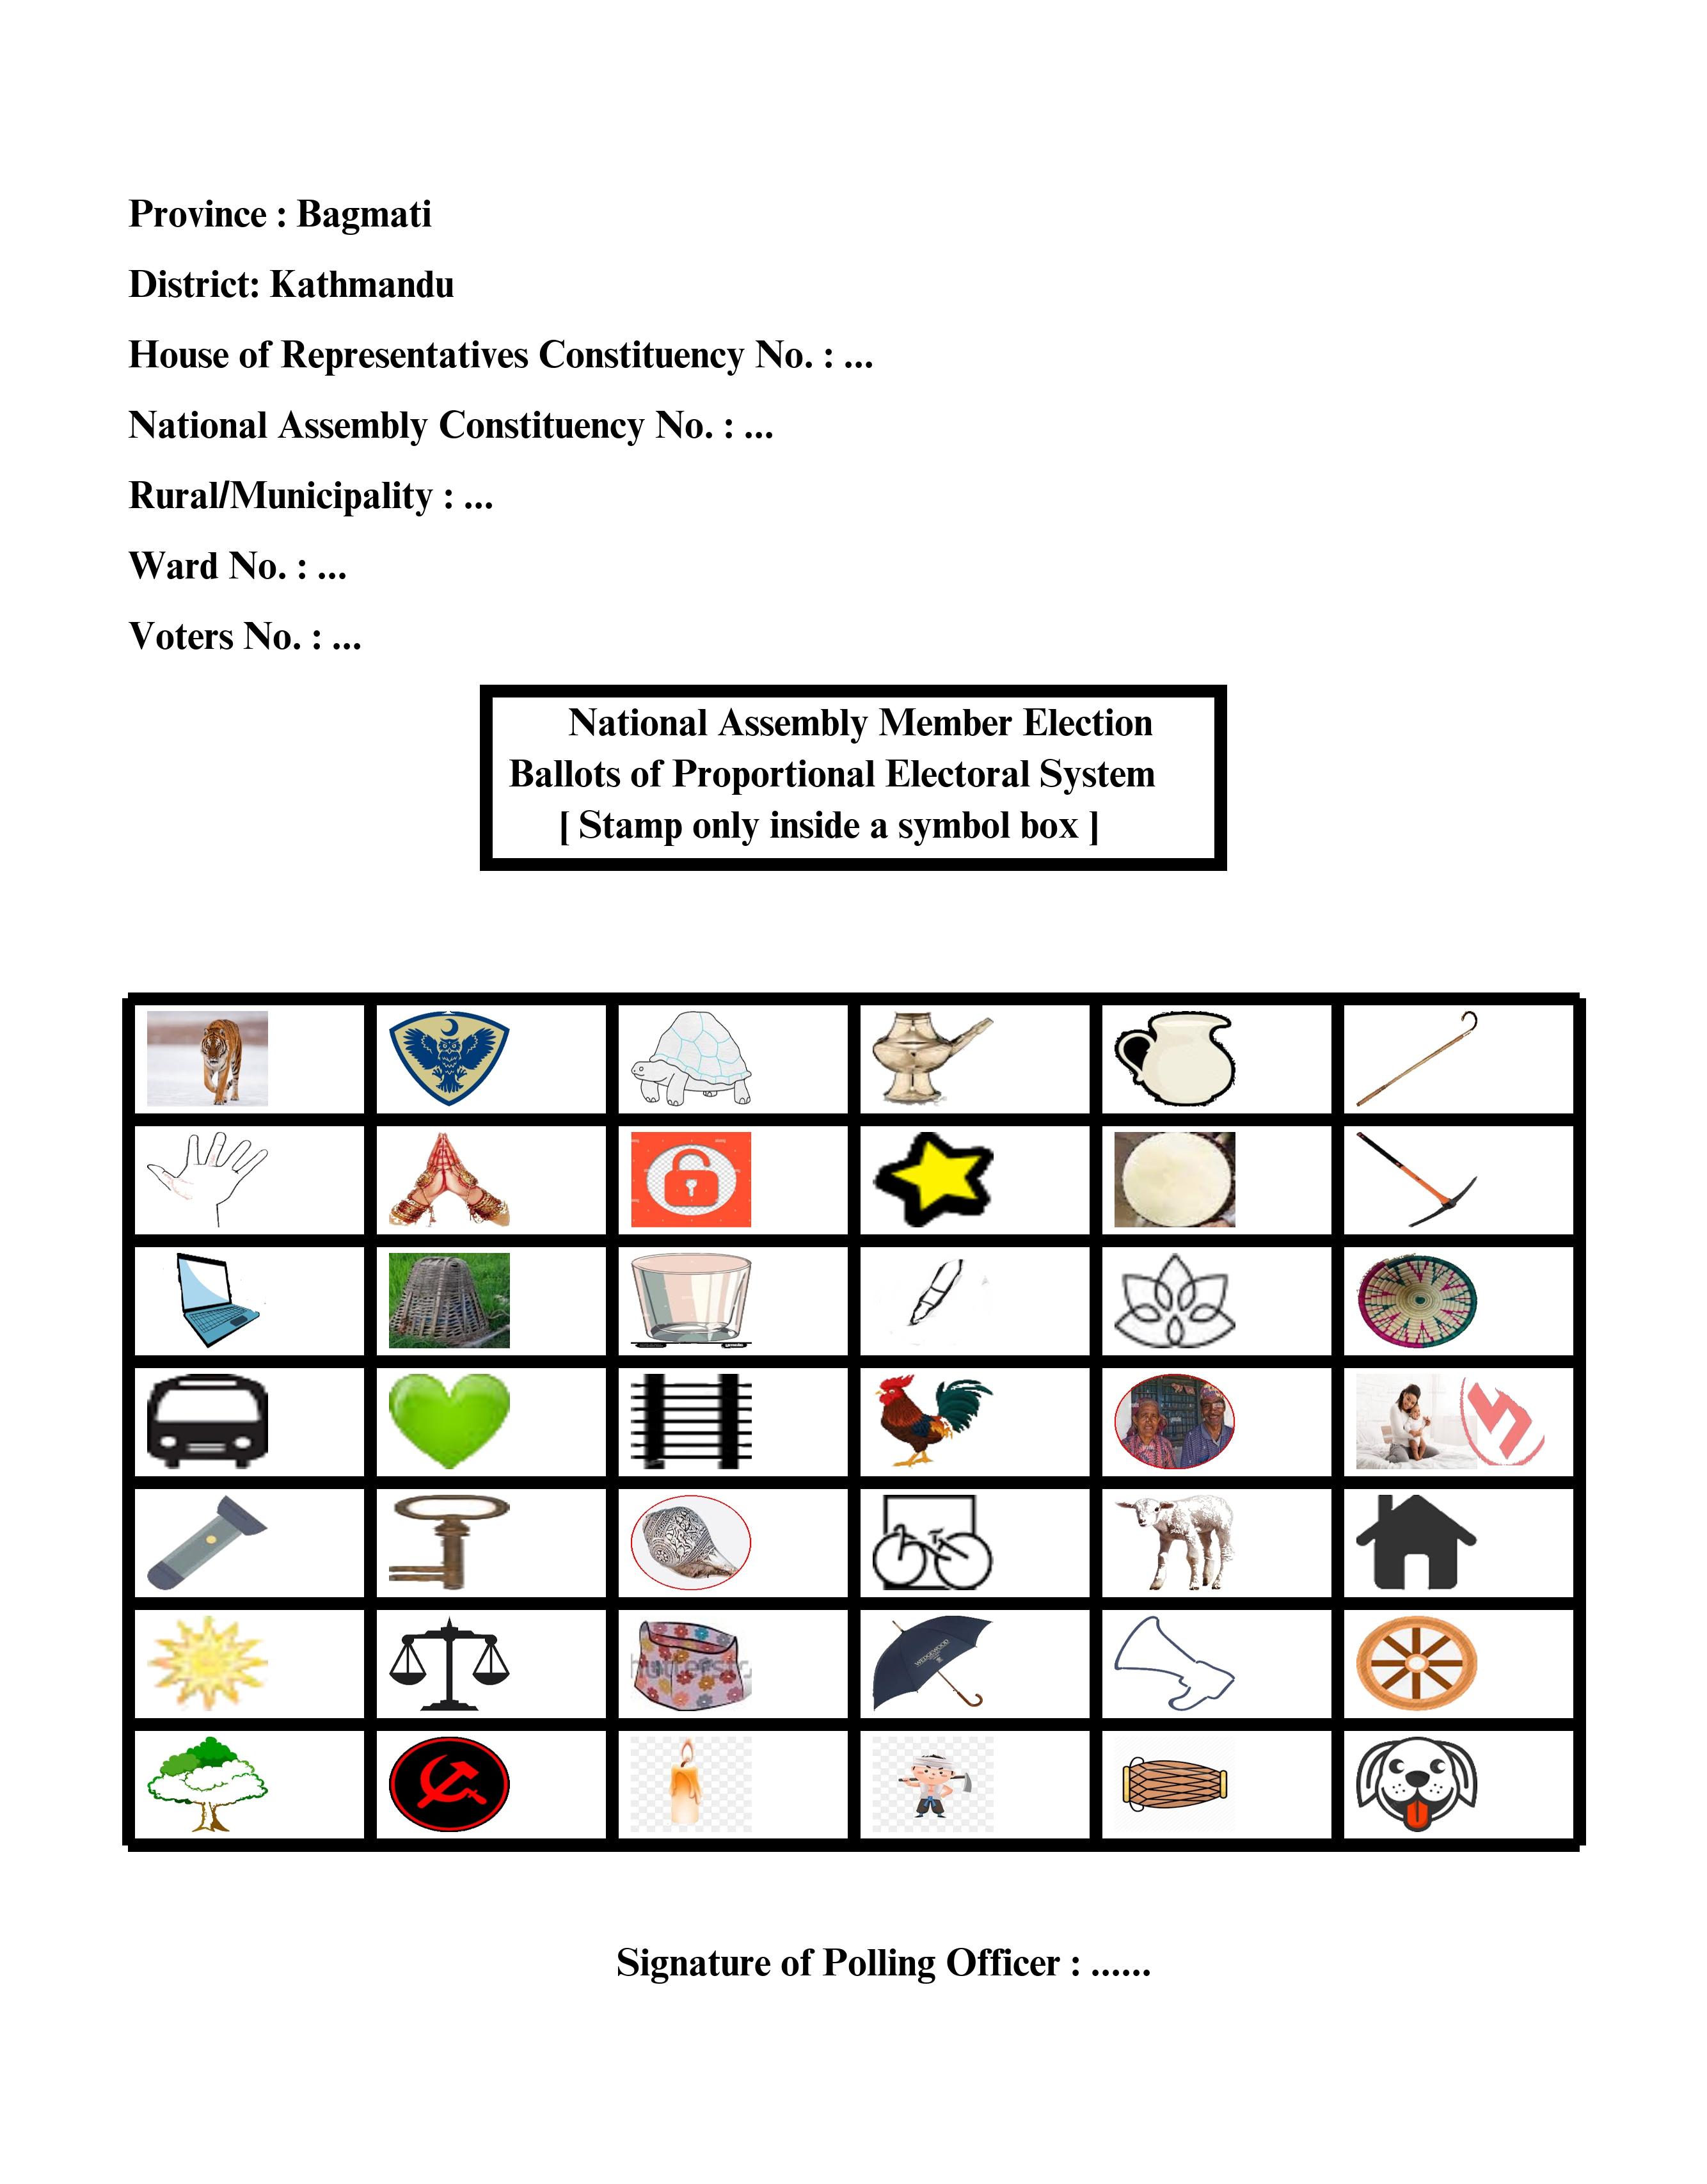 Province : Bagmati
District: Kathmandu
House of Representatives Constituency No. : ...
National Assembly Constituency No. : ...
Rural/Municipality : ...
Ward No. : ...
Voters No. : ...
National Assembly Member Election
Ballots of Proportional Electoral System
[ Stamp only inside a symbol box ]
WEDGEWOOD
Signature of Polling Officer : ......